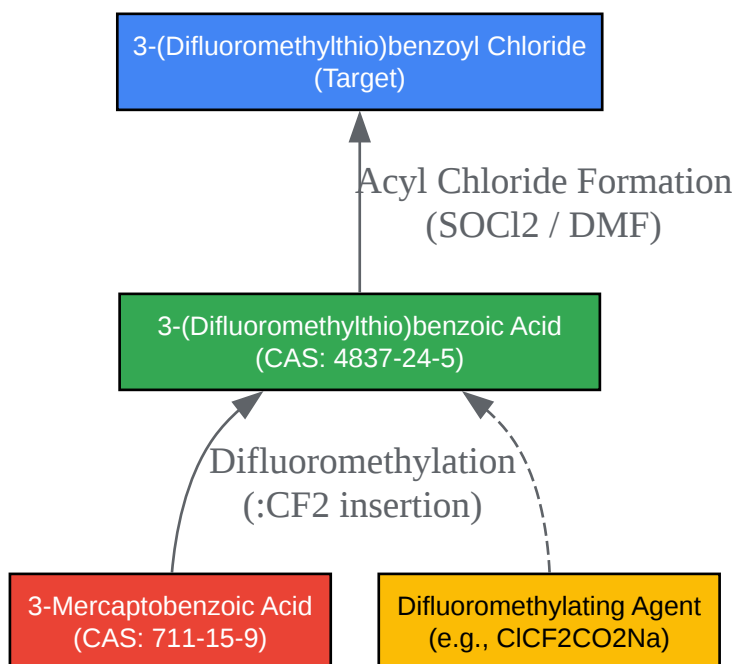 3-(Difluoromethylthio)benzoyl Chloride
(Target)
Acyl Chloride Formation
(SOCl2 / DMF)
3-(Difluoromethylthio)benzoic Acid
(CAS: 4837-24-5)
Difluoromethylation
(:CF2 insertion)
3-Mercaptobenzoic Acid
(CAS: 711-15-9)
Difluoromethylating Agent
(e.g., ClCF2CO2Na)